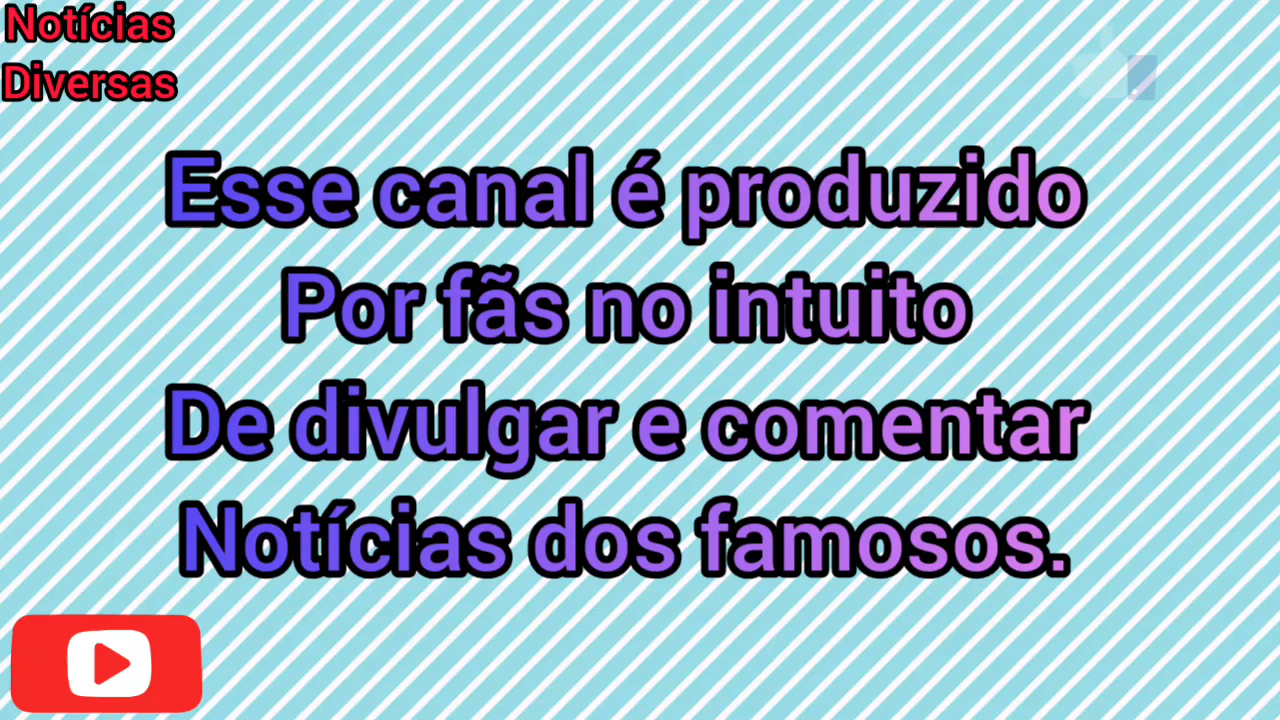 Notícias
Diversas
Esse canal é produzido
Por fãs no intuito
De divulgar e comentar
Notícias dos famosos.